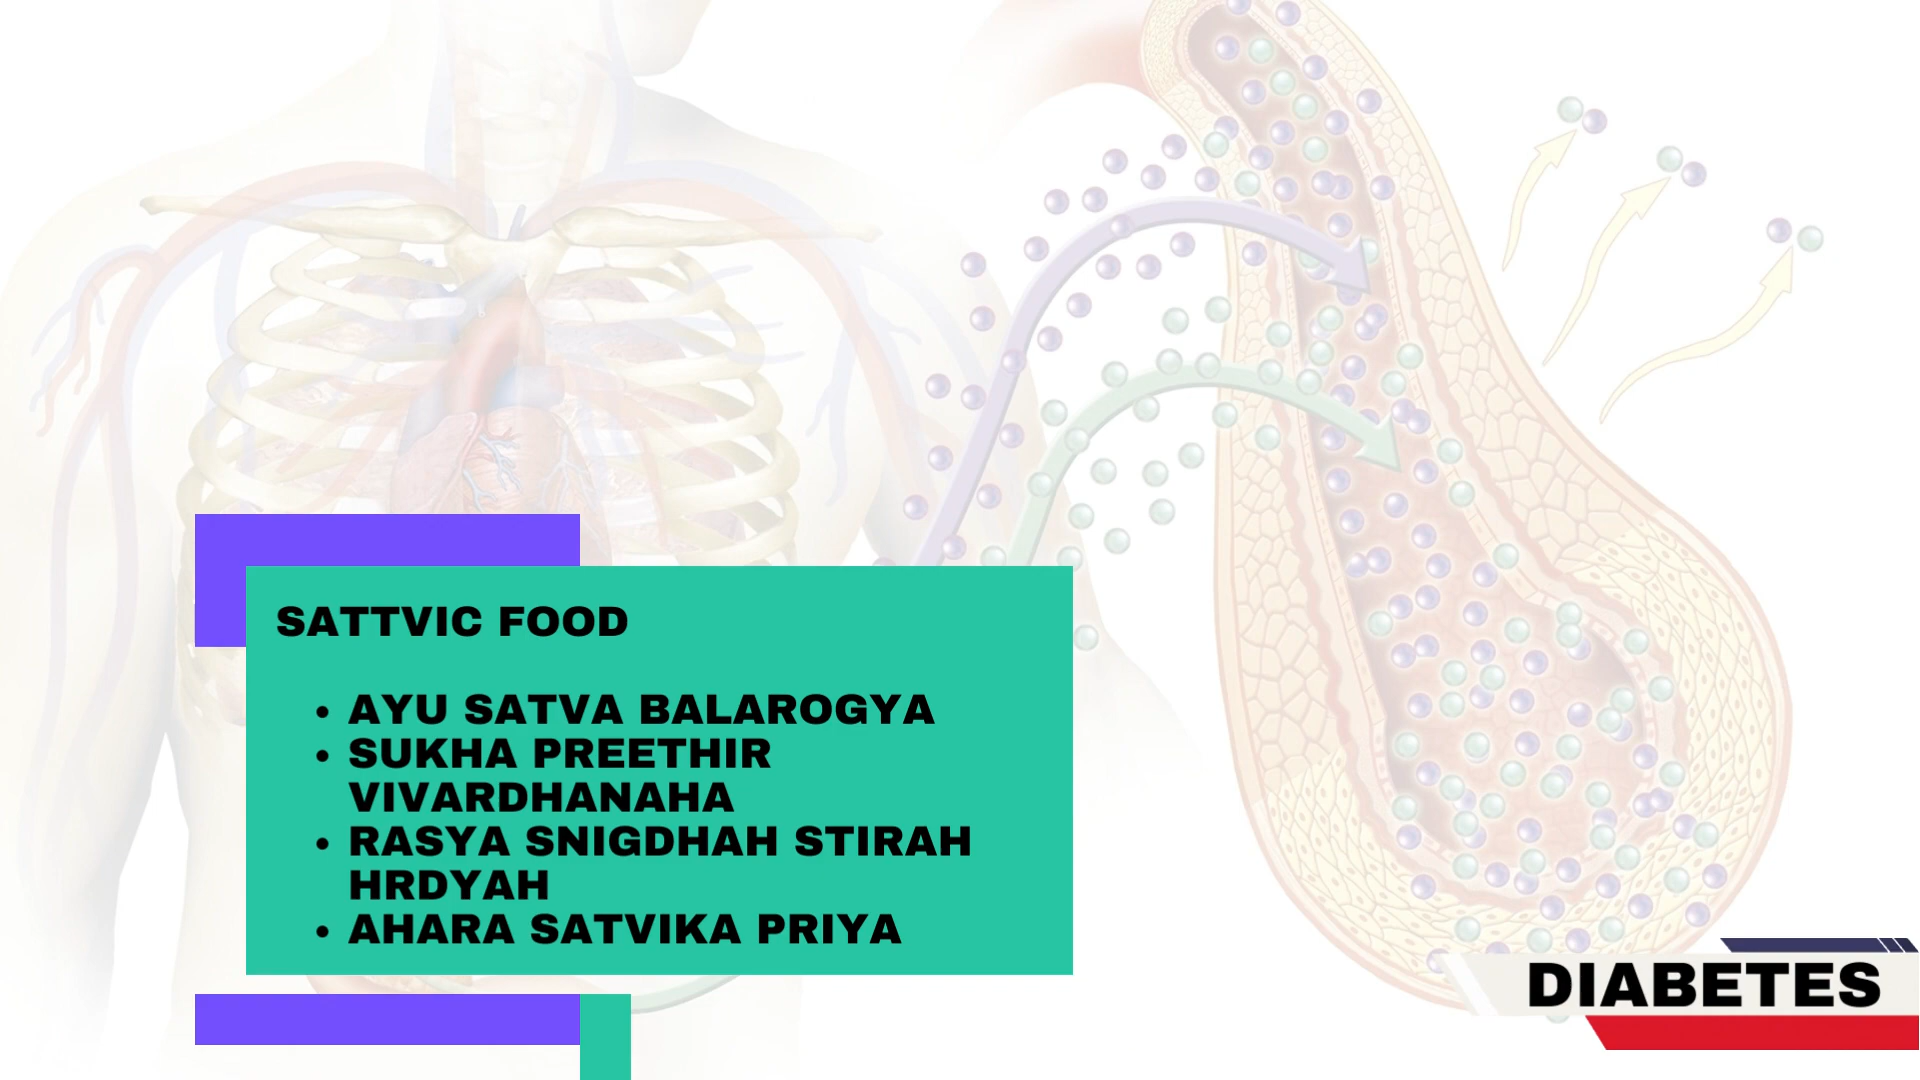 SATTVIC FOOD
• AYU SATVA BALAROGYA
• SUKHA PREETHIR
VIVARDHANAHA
• RASYA SNIGDHAH STIRAH
HRDYAH
• AHARA SATVIKA PRIYA
DIABETES